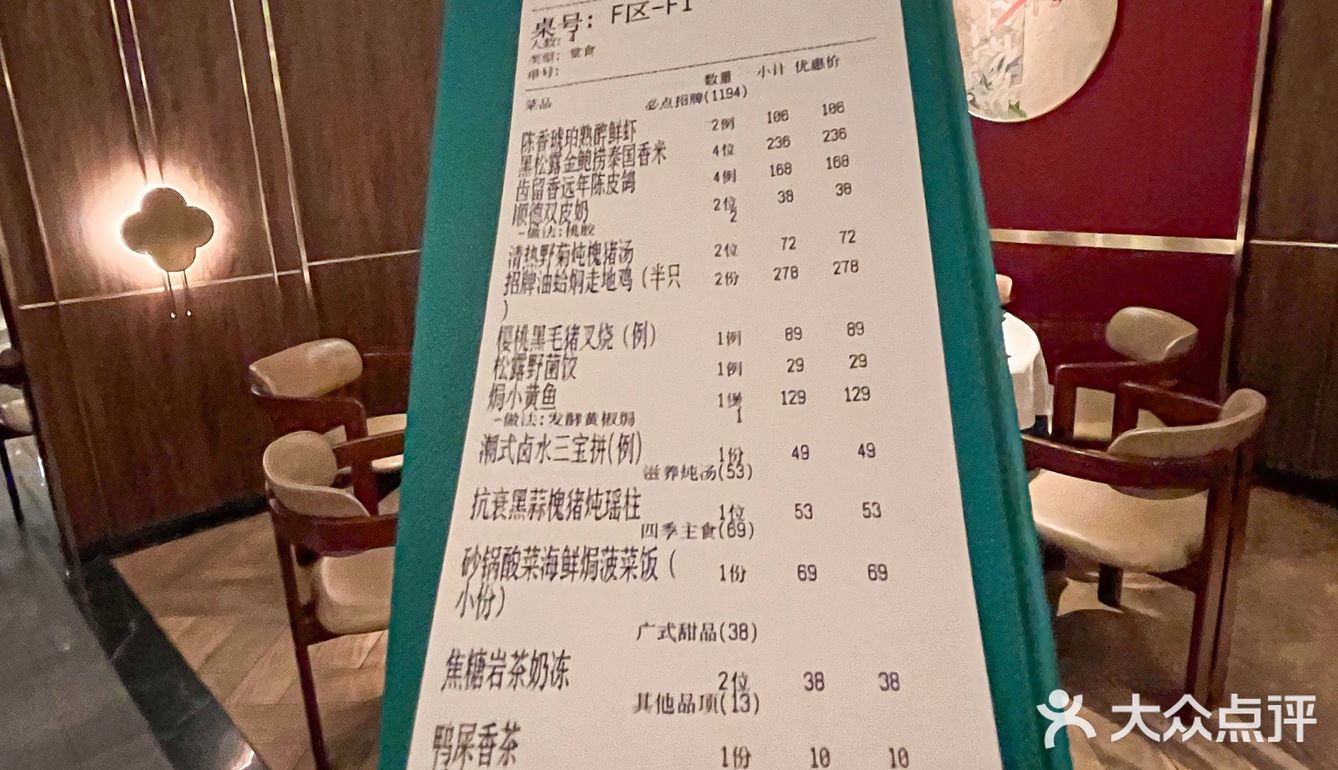 桌号: F区-F1
人数:
类型: 堂食
单号:
数量 小计 优惠价
菜品 必点招牌(1194)
陈香琥珀熟醉鲜虾 2例 106 106
黑松露金鲍捞泰国香米 4位 236 236
齿留香远年陈皮鸽 4例 168 168
顺德双皮奶 2位 38 38
-做法:桃胶 2
清热野菊炖槐猪汤 2位 72 72
招牌油蛤焖走地鸡 (半只 2份 278 278
)
樱桃黑毛猪叉烧 (例) 1例 89 89
松露野菌饺 1例 29 29
焗小黄鱼 1煲 129 129
-做法:发酵黄椒焗 1
潮式卤水三宝拼(例) 1份 49 49
滋养炖汤(53)
抗衰黑蒜槐猪炖瑶柱 1位 53 53
四季主食(69)
砂锅酸菜海鲜焗菠菜饭 ( 1份 69 69
小份)
广式甜品(38)
焦糖岩茶奶冻 2位 38 38
其他品项(13)
鸭屎香茶 1份 10 10
大众点评